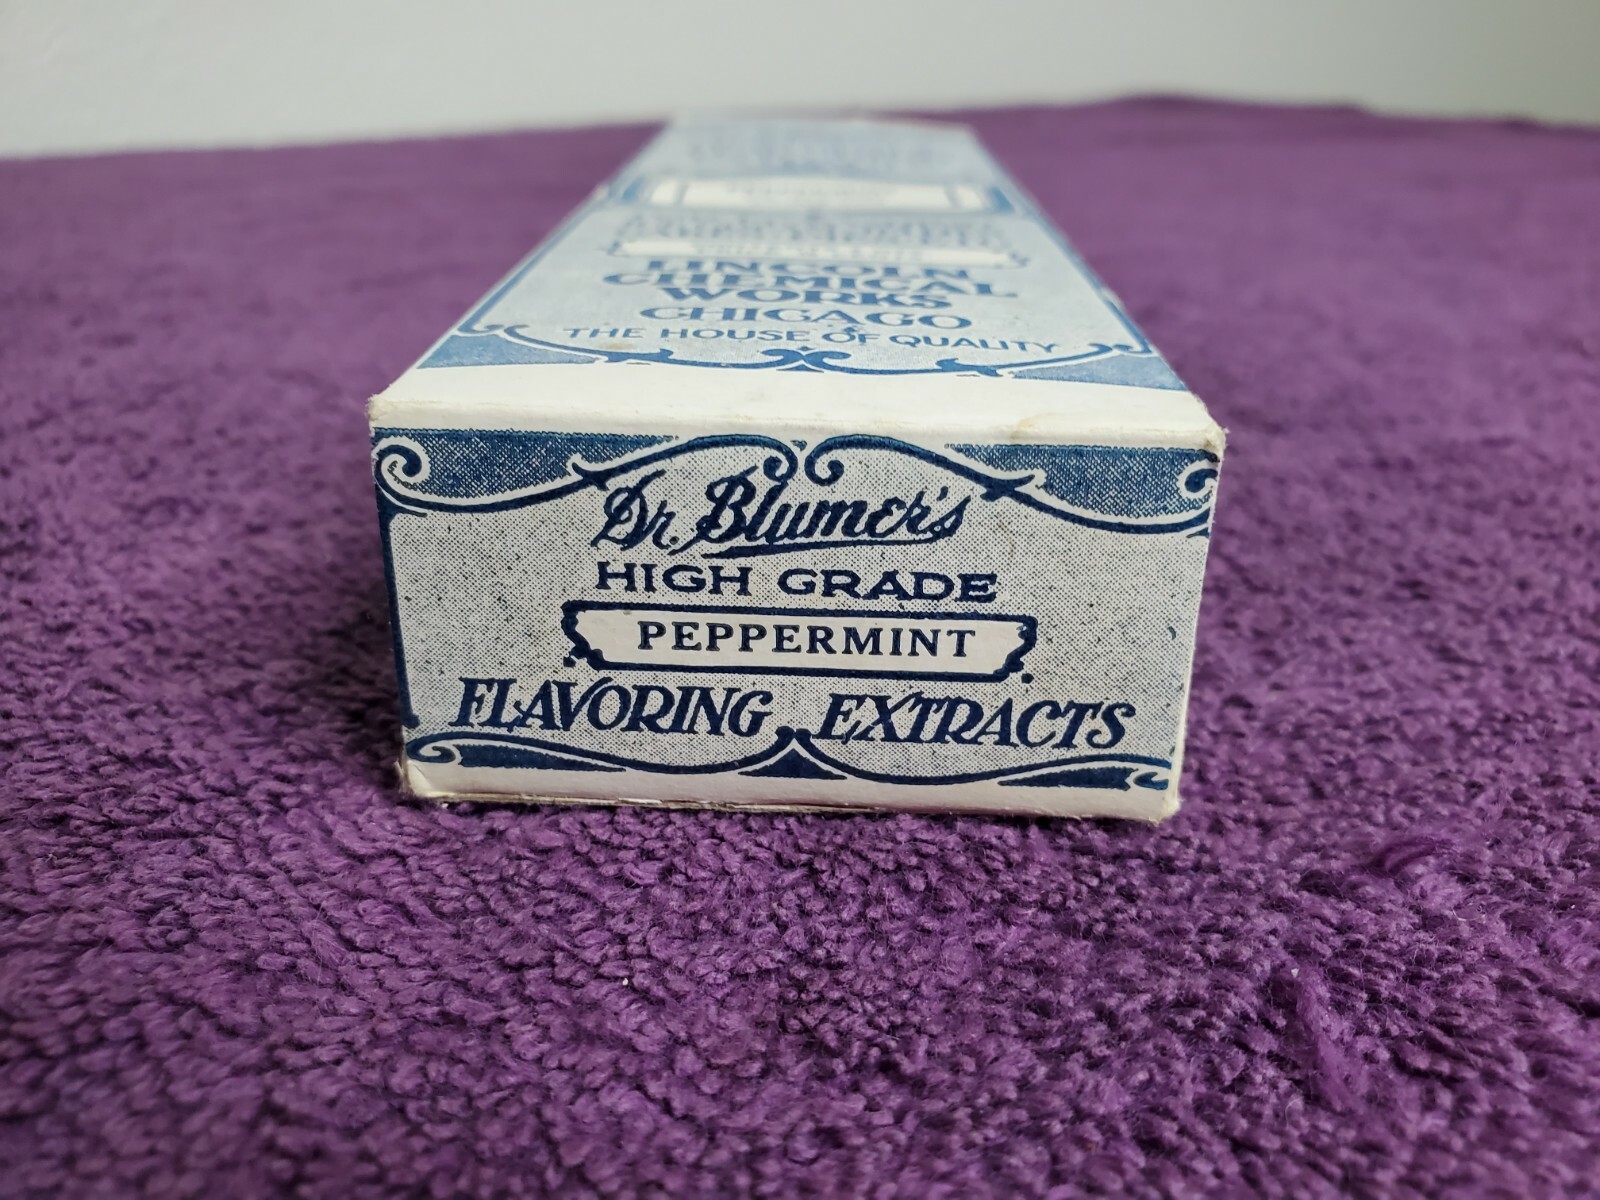 LINCOLN
CHEMICAL
WORKS
CHICAGO
THE HOUSE OF QUALITY
Dr. Blumer's
HIGH GRADE
PEPPERMINT
FLAVORING EXTRACTS